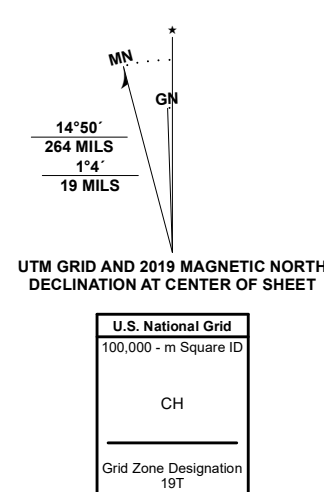 ★
MN
GN
14°50´
264 MILS
1°4´
19 MILS
UTM GRID AND 2019 MAGNETIC NORTH
DECLINATION AT CENTER OF SHEET
U.S. National Grid
100,000 - m Square ID
CH
Grid Zone Designation
19T